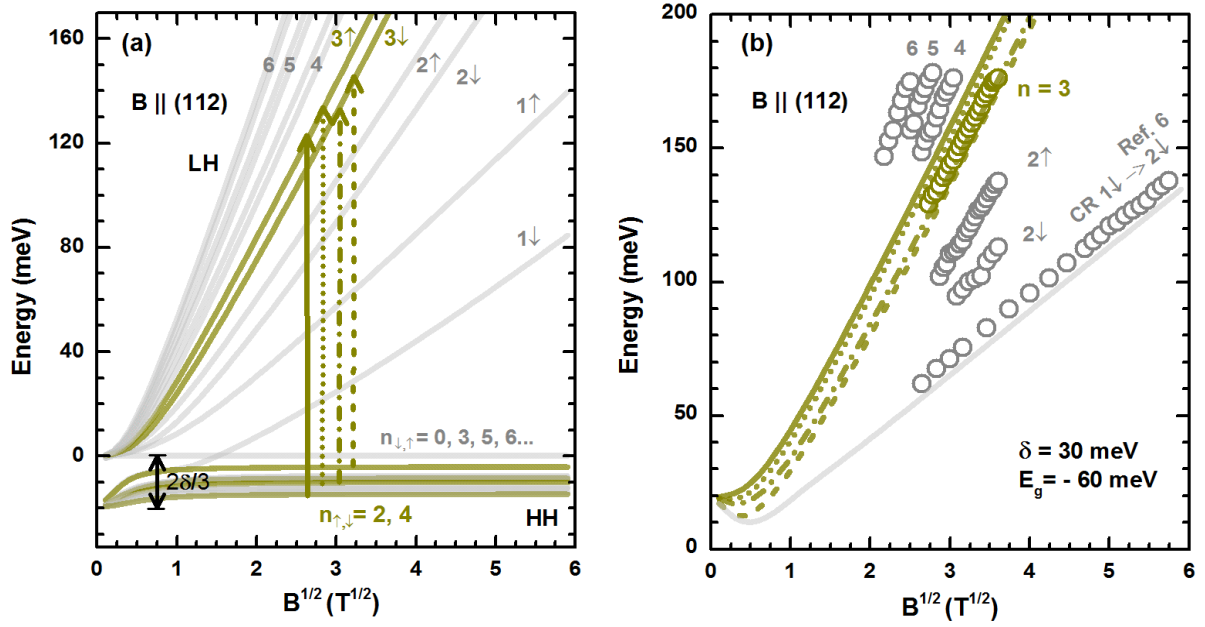 (a)
3↑
3↓
6
5
4
2↑
2↓
B || (112)
1↑
LH
1↓
n↓,↑= 0, 3, 5, 6...
2δ/3
n↑,↓= 2, 4
HH
160
120
80
40
0
Energy (meV)
0
1
2
3
4
5
6
B1/2 (T1/2)
(b)
6
5
4
B || (112)
n = 3
Ref. 6
CR 1↓ --> 2↓
2↑
2↓
δ = 30 meV
Eg= - 60 meV
200
150
100
50
0
Energy (meV)
0
1
2
3
4
5
6
B1/2 (T1/2)